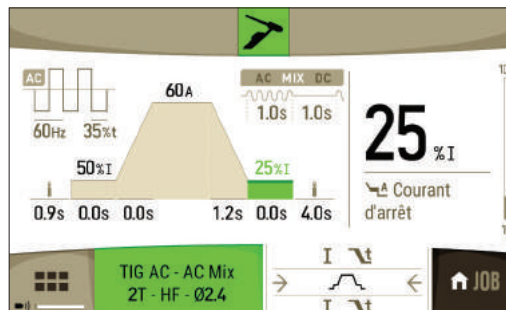 AC
60Hz 35%t
60A
AC MIX DC
1.0s 1.0s
50%I
25%I
0.9s 0.0s 0.0s 1.2s 0.0s 4.0s
25 %I
A Courant
d'arrêt
TIG AC - AC Mix
2T - HF - Ø2.4
I t
I t
JOB